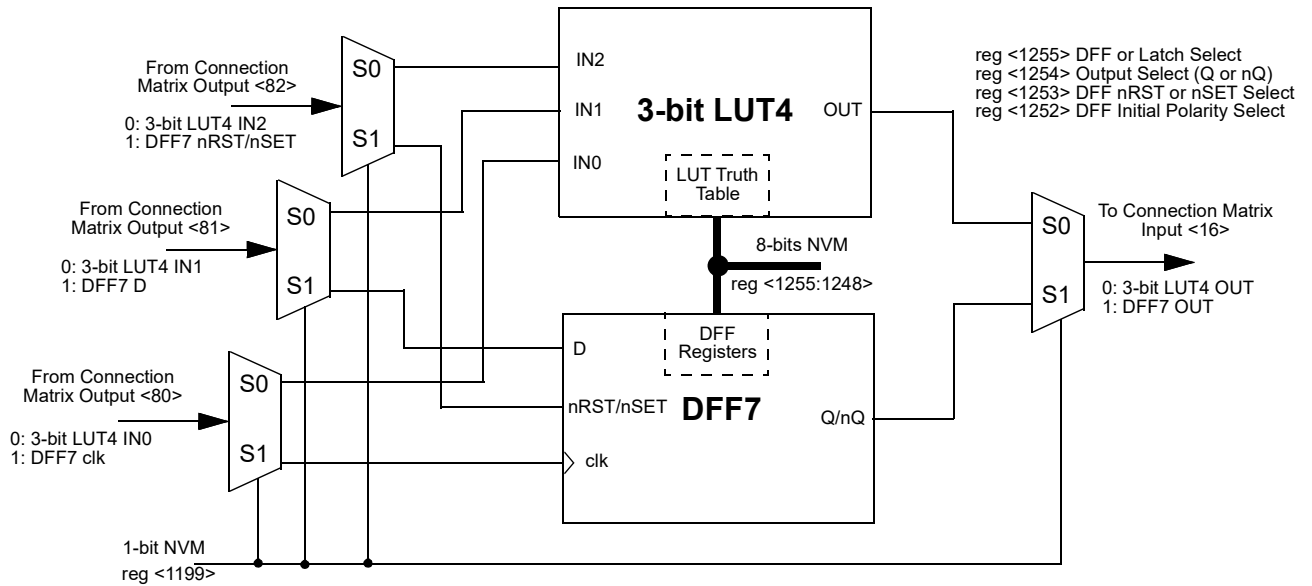 From Connection
Matrix Output <82>
0: 3-bit LUT4 IN2
1: DFF7 nRST/nSET
S0
S1
From Connection
Matrix Output <81>
0: 3-bit LUT4 IN1
1: DFF7 D
S0
S1
From Connection
Matrix Output <80>
0: 3-bit LUT4 IN0
1: DFF7 clk
S0
S1
1-bit NVM
reg <1199>
IN2
IN1
IN0
3-bit LUT4
OUT
LUT Truth
Table
8-bits NVM
reg <1255:1248>
DFF
Registers
D
nRST/nSET
clk
DFF7
Q/nQ
reg <1255> DFF or Latch Select
reg <1254> Output Select (Q or nQ)
reg <1253> DFF nRST or nSET Select
reg <1252> DFF Initial Polarity Select
S0
S1
To Connection Matrix
Input <16>
0: 3-bit LUT4 OUT
1: DFF7 OUT